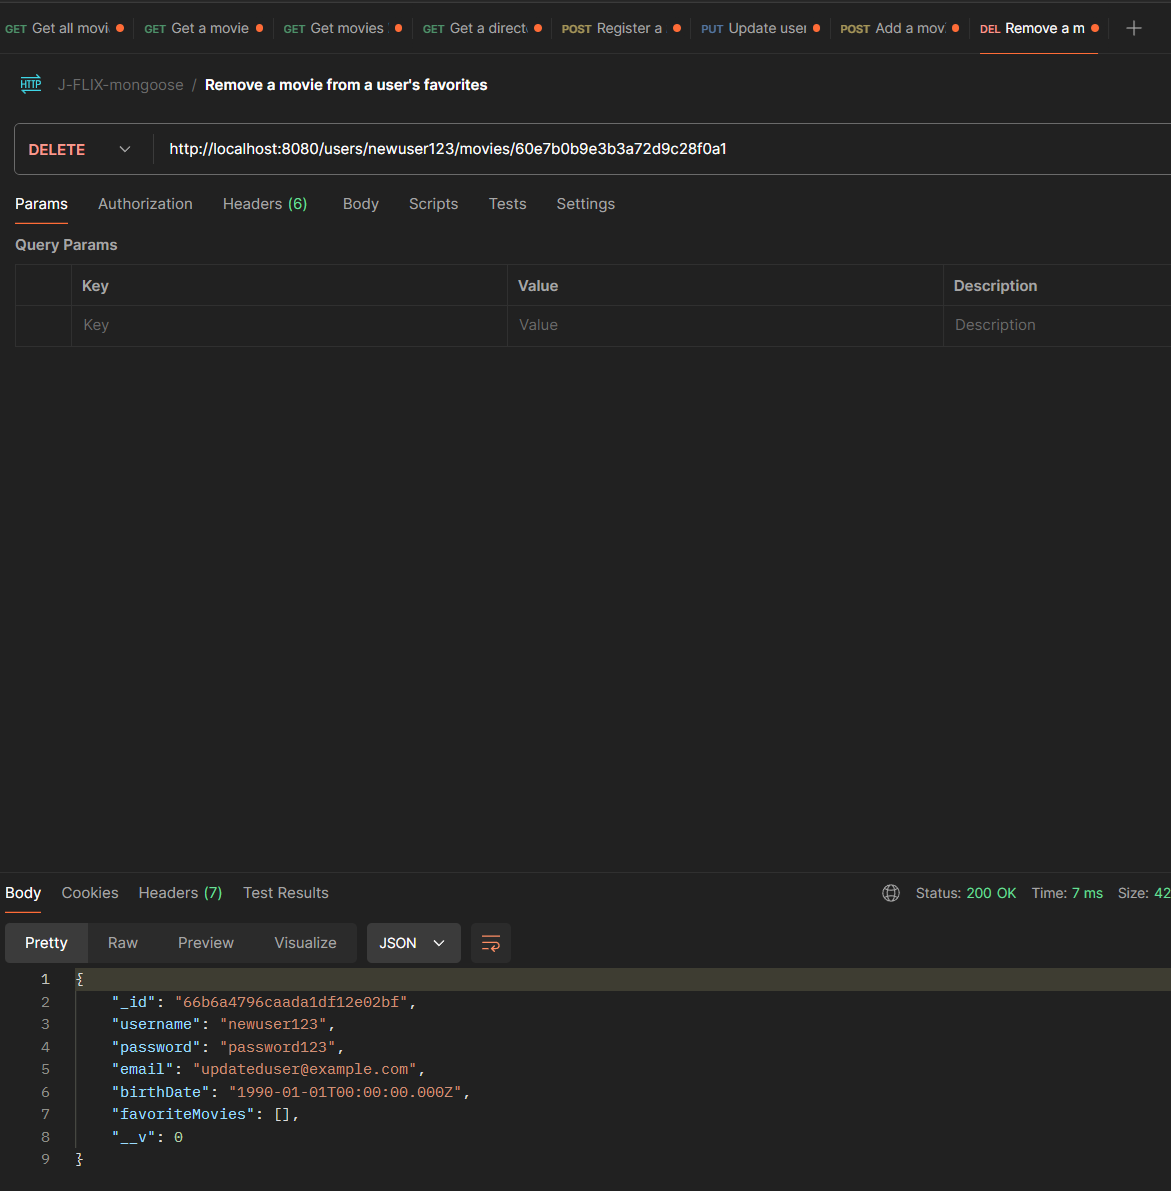 GET Get all movi GET Get a movie GET Get movies GET Get a direct POST Register a PUT Update user POST Add a mov DEL Remove a m
HTTP J-FLIX-mongoose / Remove a movie from a user's favorites
DELETE http://localhost:8080/users/newuser123/movies/60e7b0b9e3b3a72d9c28f0a1
Params Authorization Headers (6) Body Scripts Tests Settings
Query Params
Key Value Description
Key Value Description
Body Cookies Headers (7) Test Results Status: 200 OK Time: 7 ms Size: 42
Pretty Raw Preview Visualize JSON
1 {
2 "_id": "66b6a4796caada1df12e02bf",
3 "username": "newuser123",
4 "password": "password123",
5 "email": "updateduser@example.com",
6 "birthDate": "1990-01-01T00:00:00.000Z",
7 "favoriteMovies": [],
8 "__v": 0
9 }